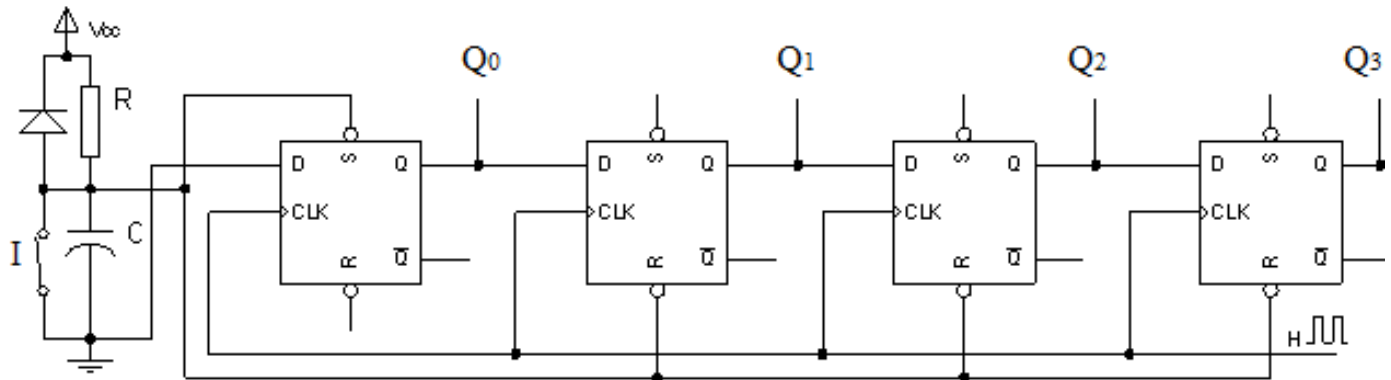 Vcc
Q0 Q1 Q2 Q3
R
D S Q D S Q D S Q D S Q
CLK CLK CLK CLK
I C
R Q̅ R Q̅ R Q̅ R Q̅
H